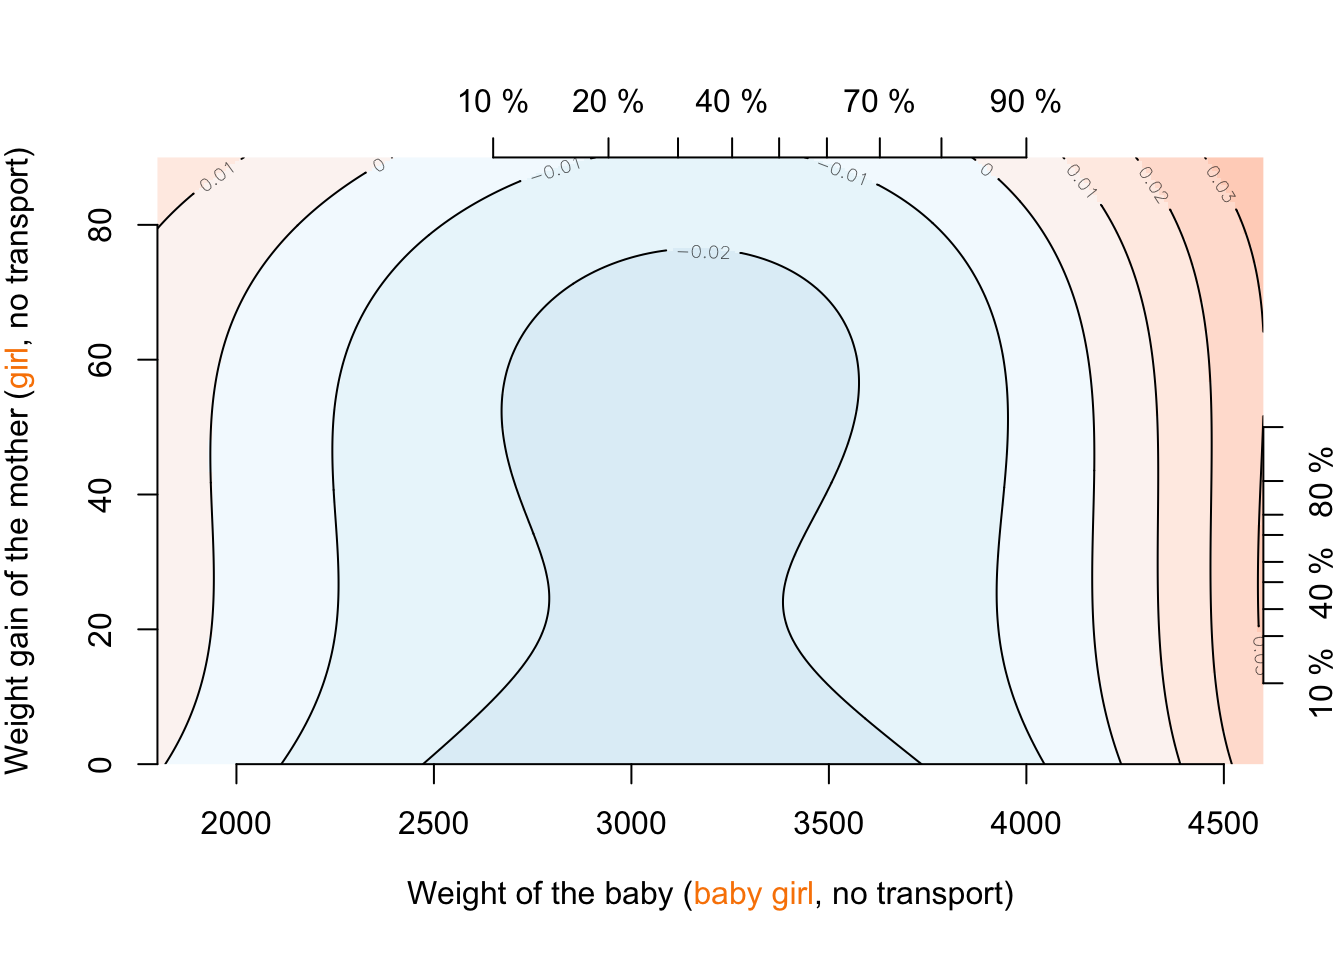 10 % 20 % 40 % 70 % 90 %
0.01 0 −0.01 −0.01 0 0.01 0.02 0.03
−0.02
Weight gain of the mother (girl, no transport)
80
60
40
20
0
80 %
40 %
10 %
2000 2500 3000 3500 4000 4500
Weight of the baby (baby girl, no transport)